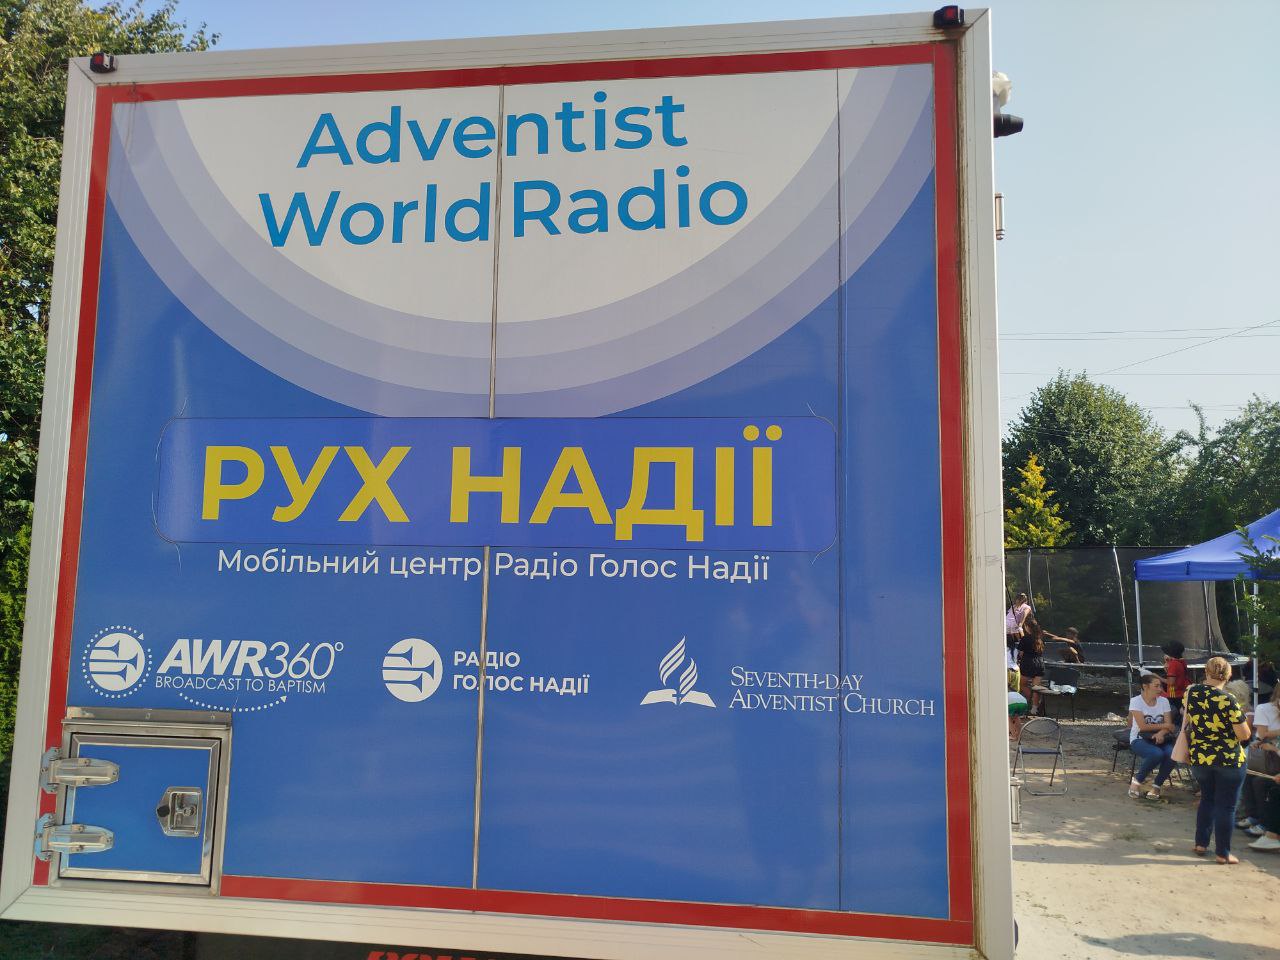 Adventist
World Radio
РУХ НАДІЇ
Мобільний центр Радіо Голос Надії
AWR360°
BROADCAST TO BAPTISM
РАДІО
ГОЛОС НАДІЇ
SEVENTH-DAY
ADVENTIST CHURCH